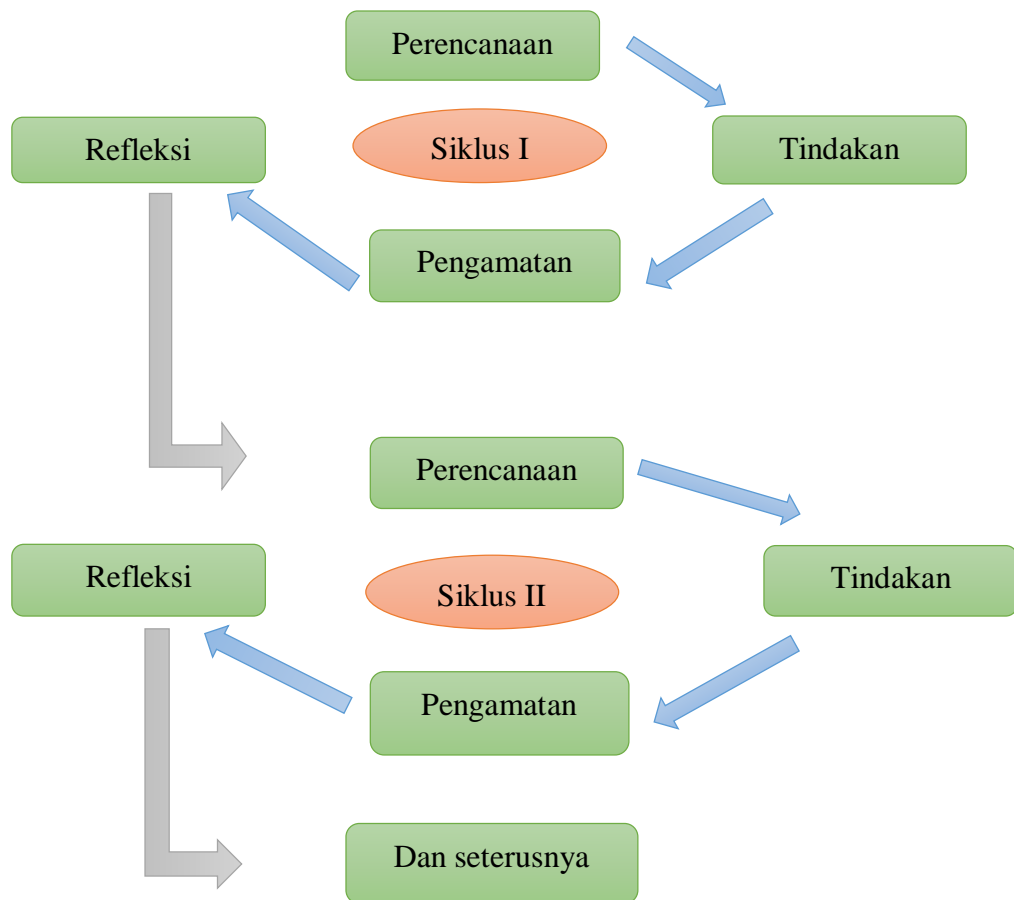 Perencanaan
Refleksi
Siklus I
Tindakan
Pengamatan
Perencanaan
Refleksi
Siklus II
Tindakan
Pengamatan
Dan seterusnya